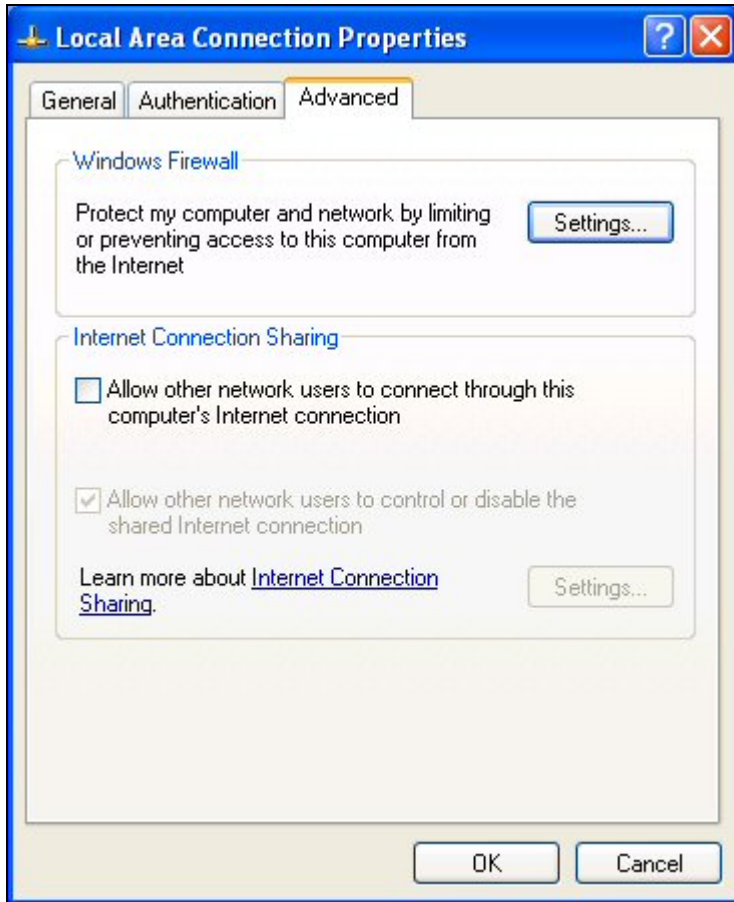 Local Area Connection Properties
General Authentication Advanced
Windows Firewall
Protect my computer and network by limiting
or preventing access to this computer from
the Internet
Settings...
Internet Connection Sharing
Allow other network users to connect through this
computer's Internet connection
Allow other network users to control or disable the
shared Internet connection
Learn more about Internet Connection
Sharing.
Settings...
OK Cancel